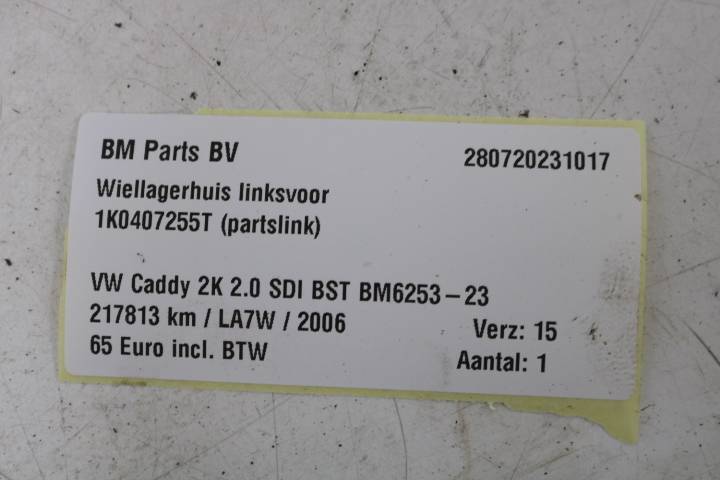 BM Parts BV 280720231017
Wiellagerhuis linksvoor
1K0407255T (partslink)
VW Caddy 2K 2.0 SDI BST BM6253-23
217813 km / LA7W / 2006 Verz: 15
65 Euro incl. BTW Aantal: 1